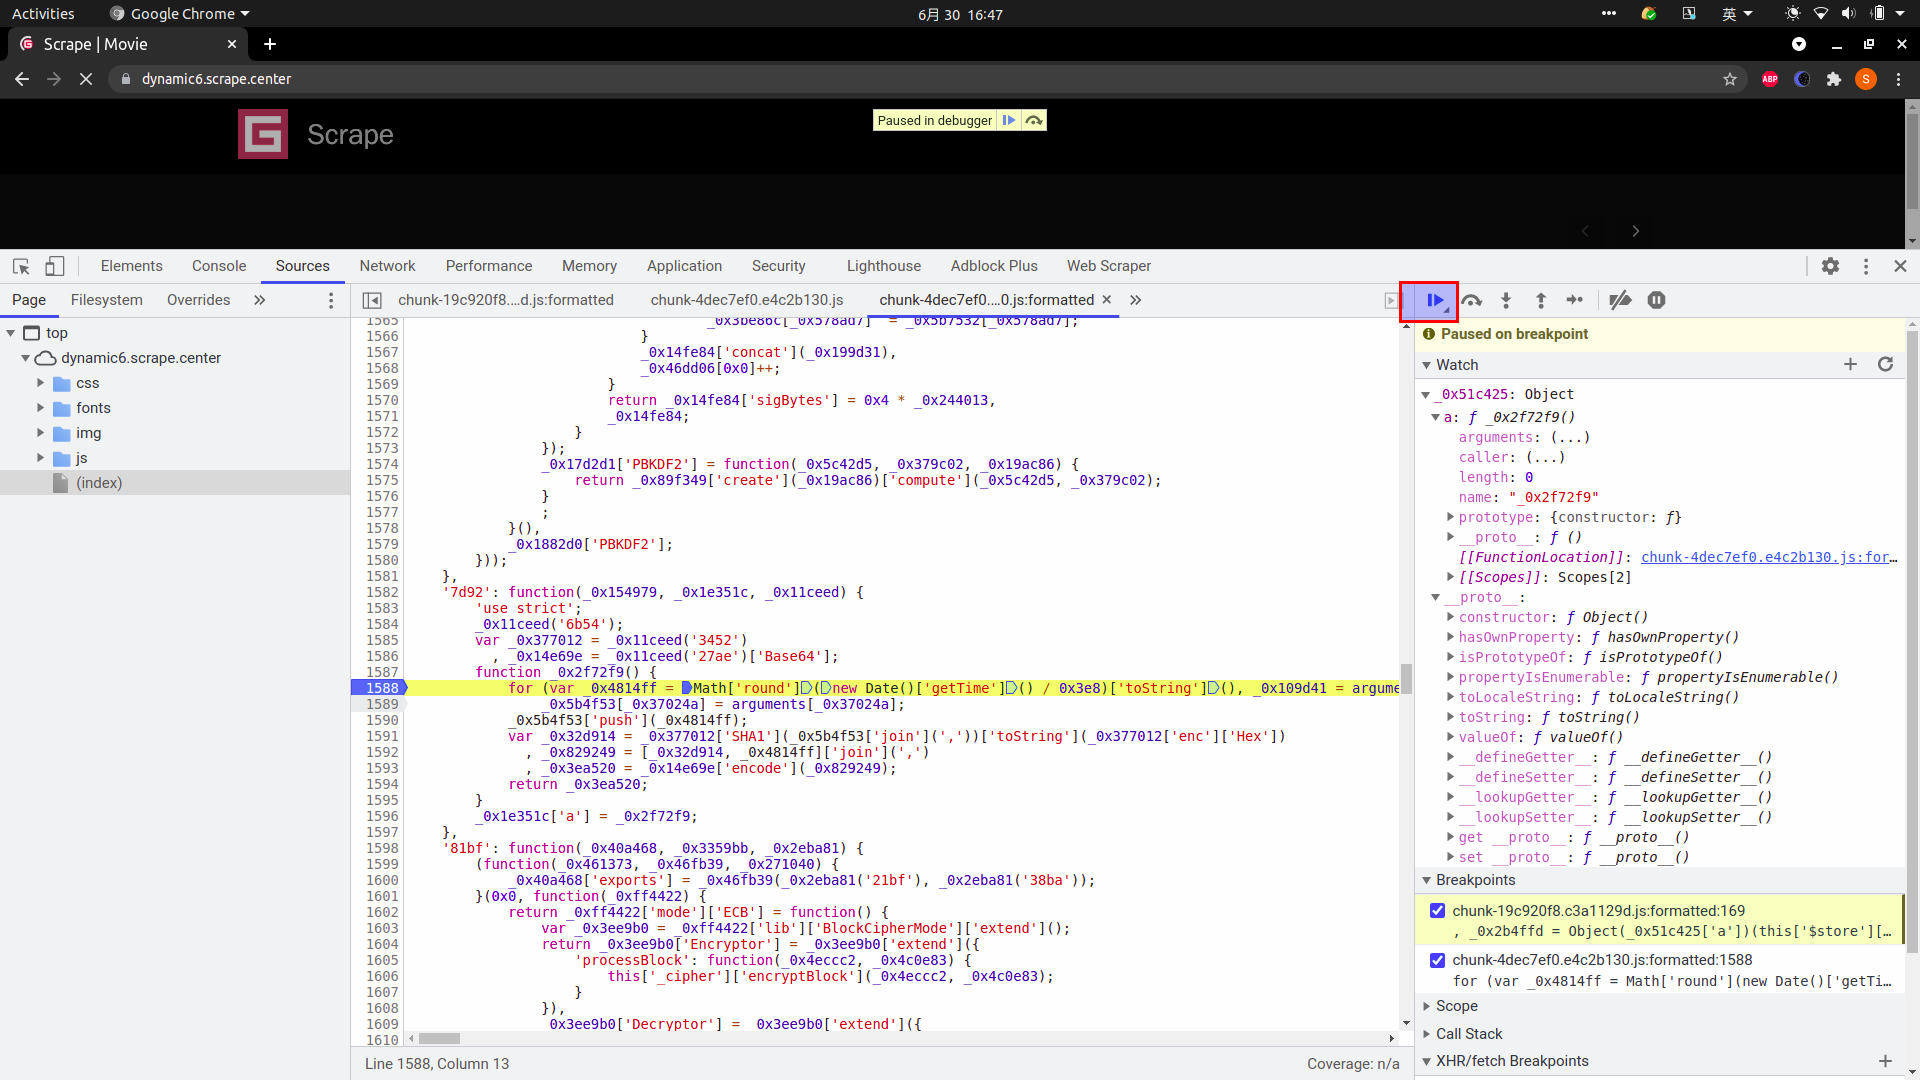 Activities Google Chrome 6月 30 16:47 英
Scrape | Movie
dynamic6.scrape.center ABP S
Scrape
Paused in debugger
Elements Console Sources Network Performance Memory Application Security Lighthouse Adblock Plus Web Scraper
Page Filesystem Overrides
chunk-19c920f8.…d.js:formatted chunk-4dec7ef0.e4c2b130.js chunk-4dec7ef0.…0.js:formatted
top
dynamic6.scrape.center
css
fonts
img
js
(index)
1565 _0x3be86c[_0x578ad7] = _0x5b7532[_0x578ad7];
1566 }
1567 _0x14fe84['concat'](_0x199d31),
1568 _0x46dd06[0x0]++;
1569 }
1570 return _0x14fe84['sigBytes'] = 0x4 * _0x244013,
1571 _0x14fe84;
1572 }
1573 });
1574 _0x17d2d1['PBKDF2'] = function(_0x5c42d5, _0x379c02, _0x19ac86) {
1575 return _0x89f349['create'](_0x19ac86)['compute'](_0x5c42d5, _0x379c02);
1576 }
1577 ;
1578 }(),
1579 _0x1882d0['PBKDF2'];
1580 }));
1581 },
1582 '7d92': function(_0x154979, _0x1e351c, _0x11ceed) {
1583 'use strict';
1584 _0x11ceed('6b54');
1585 var _0x377012 = _0x11ceed('3452')
1586 , _0x14e69e = _0x11ceed('27ae')['Base64'];
1587 function _0x2f72f9() {
1588 for (var _0x4814ff = Math['round'](new Date()['getTime']() / 0x3e8)['toString'](), _0x109d41 = argume
1589 _0x5b4f53[_0x37024a] = arguments[_0x37024a];
1590 _0x5b4f53['push'](_0x4814ff);
1591 var _0x32d914 = _0x377012['SHA1'](_0x5b4f53['join'](','))['toString'](_0x377012['enc']['Hex'])
1592 , _0x829249 = [_0x32d914, _0x4814ff]['join'](',')
1593 , _0x3ea520 = _0x14e69e['encode'](_0x829249);
1594 return _0x3ea520;
1595 }
1596 _0x1e351c['a'] = _0x2f72f9;
1597 },
1598 '81bf': function(_0x40a468, _0x3359bb, _0x2eba81) {
1599 (function(_0x461373, _0x46fb39, _0x271040) {
1600 _0x40a468['exports'] = _0x46fb39(_0x2eba81('21bf'), _0x2eba81('38ba'));
1601 }(0x0, function(_0xff4422) {
1602 return _0xff4422['mode']['ECB'] = function() {
1603 var _0x3ee9b0 = _0xff4422['lib']['BlockCipherMode']['extend']();
1604 return _0x3ee9b0['Encryptor'] = _0x3ee9b0['extend']({
1605 'processBlock': function(_0x4eccc2, _0x4c0e83) {
1606 this['_cipher']['encryptBlock'](_0x4eccc2, _0x4c0e83);
1607 }
1608 }),
1609 _0x3ee9b0['Decryptor'] = _0x3ee9b0['extend']({
1610
Line 1588, Column 13 Coverage: n/a
Paused on breakpoint
Watch
_0x51c425: Object
a: ƒ _0x2f72f9()
arguments: (...)
caller: (...)
length: 0
name: "_0x2f72f9"
prototype: {constructor: ƒ}
__proto__: ƒ ()
[[FunctionLocation]]: chunk-4dec7ef0.e4c2b130.js:for…
[[Scopes]]: Scopes[2]
__proto__:
constructor: ƒ Object()
hasOwnProperty: ƒ hasOwnProperty()
isPrototypeOf: ƒ isPrototypeOf()
propertyIsEnumerable: ƒ propertyIsEnumerable()
toLocaleString: ƒ toLocaleString()
toString: ƒ toString()
valueOf: ƒ valueOf()
__defineGetter__: ƒ __defineGetter__()
__defineSetter__: ƒ __defineSetter__()
__lookupGetter__: ƒ __lookupGetter__()
__lookupSetter__: ƒ __lookupSetter__()
get __proto__: ƒ __proto__()
set __proto__: ƒ __proto__()
Breakpoints
chunk-19c920f8.c3a1129d.js:formatted:169
, _0x2b4ffd = Object(_0x51c425['a'])(this['$store'][…
chunk-4dec7ef0.e4c2b130.js:formatted:1588
for (var _0x4814ff = Math['round'](new Date()['getTi…
Scope
Call Stack
XHR/fetch Breakpoints